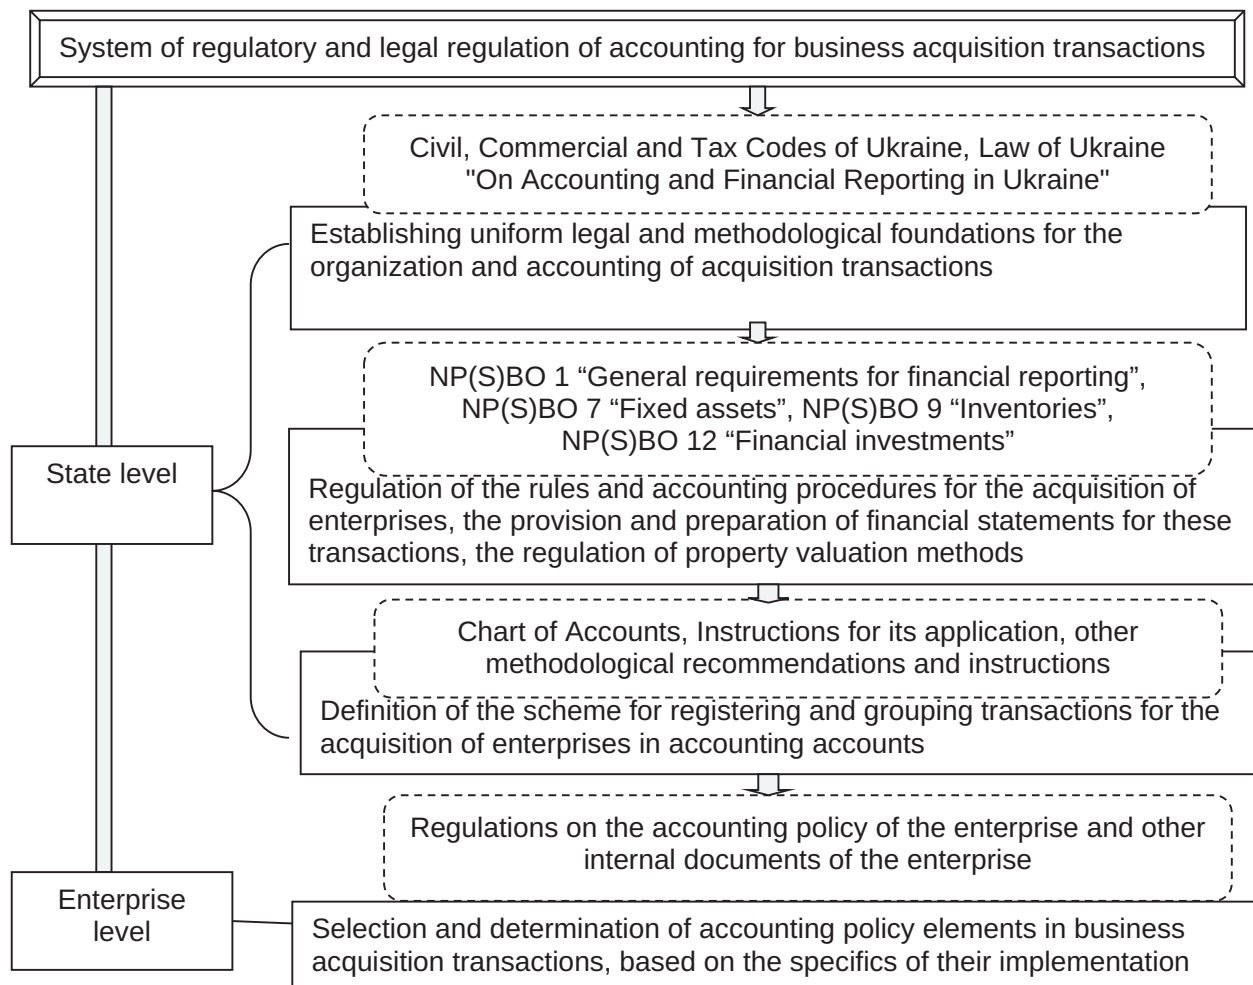 System of regulatory and legal regulation of accounting for business acquisition transactions
Civil, Commercial and Tax Codes of Ukraine, Law of Ukraine
"On Accounting and Financial Reporting in Ukraine"
Establishing uniform legal and methodological foundations for the
organization and accounting of acquisition transactions
NP(S)BO 1 “General requirements for financial reporting”,
NP(S)BO 7 “Fixed assets”, NP(S)BO 9 “Inventories”,
NP(S)BO 12 “Financial investments”
State level
Regulation of the rules and accounting procedures for the acquisition of
enterprises, the provision and preparation of financial statements for these
transactions, the regulation of property valuation methods
Chart of Accounts, Instructions for its application, other
methodological recommendations and instructions
Definition of the scheme for registering and grouping transactions for the
acquisition of enterprises in accounting accounts
Regulations on the accounting policy of the enterprise and other
internal documents of the enterprise
Enterprise
level
Selection and determination of accounting policy elements in business
acquisition transactions, based on the specifics of their implementation